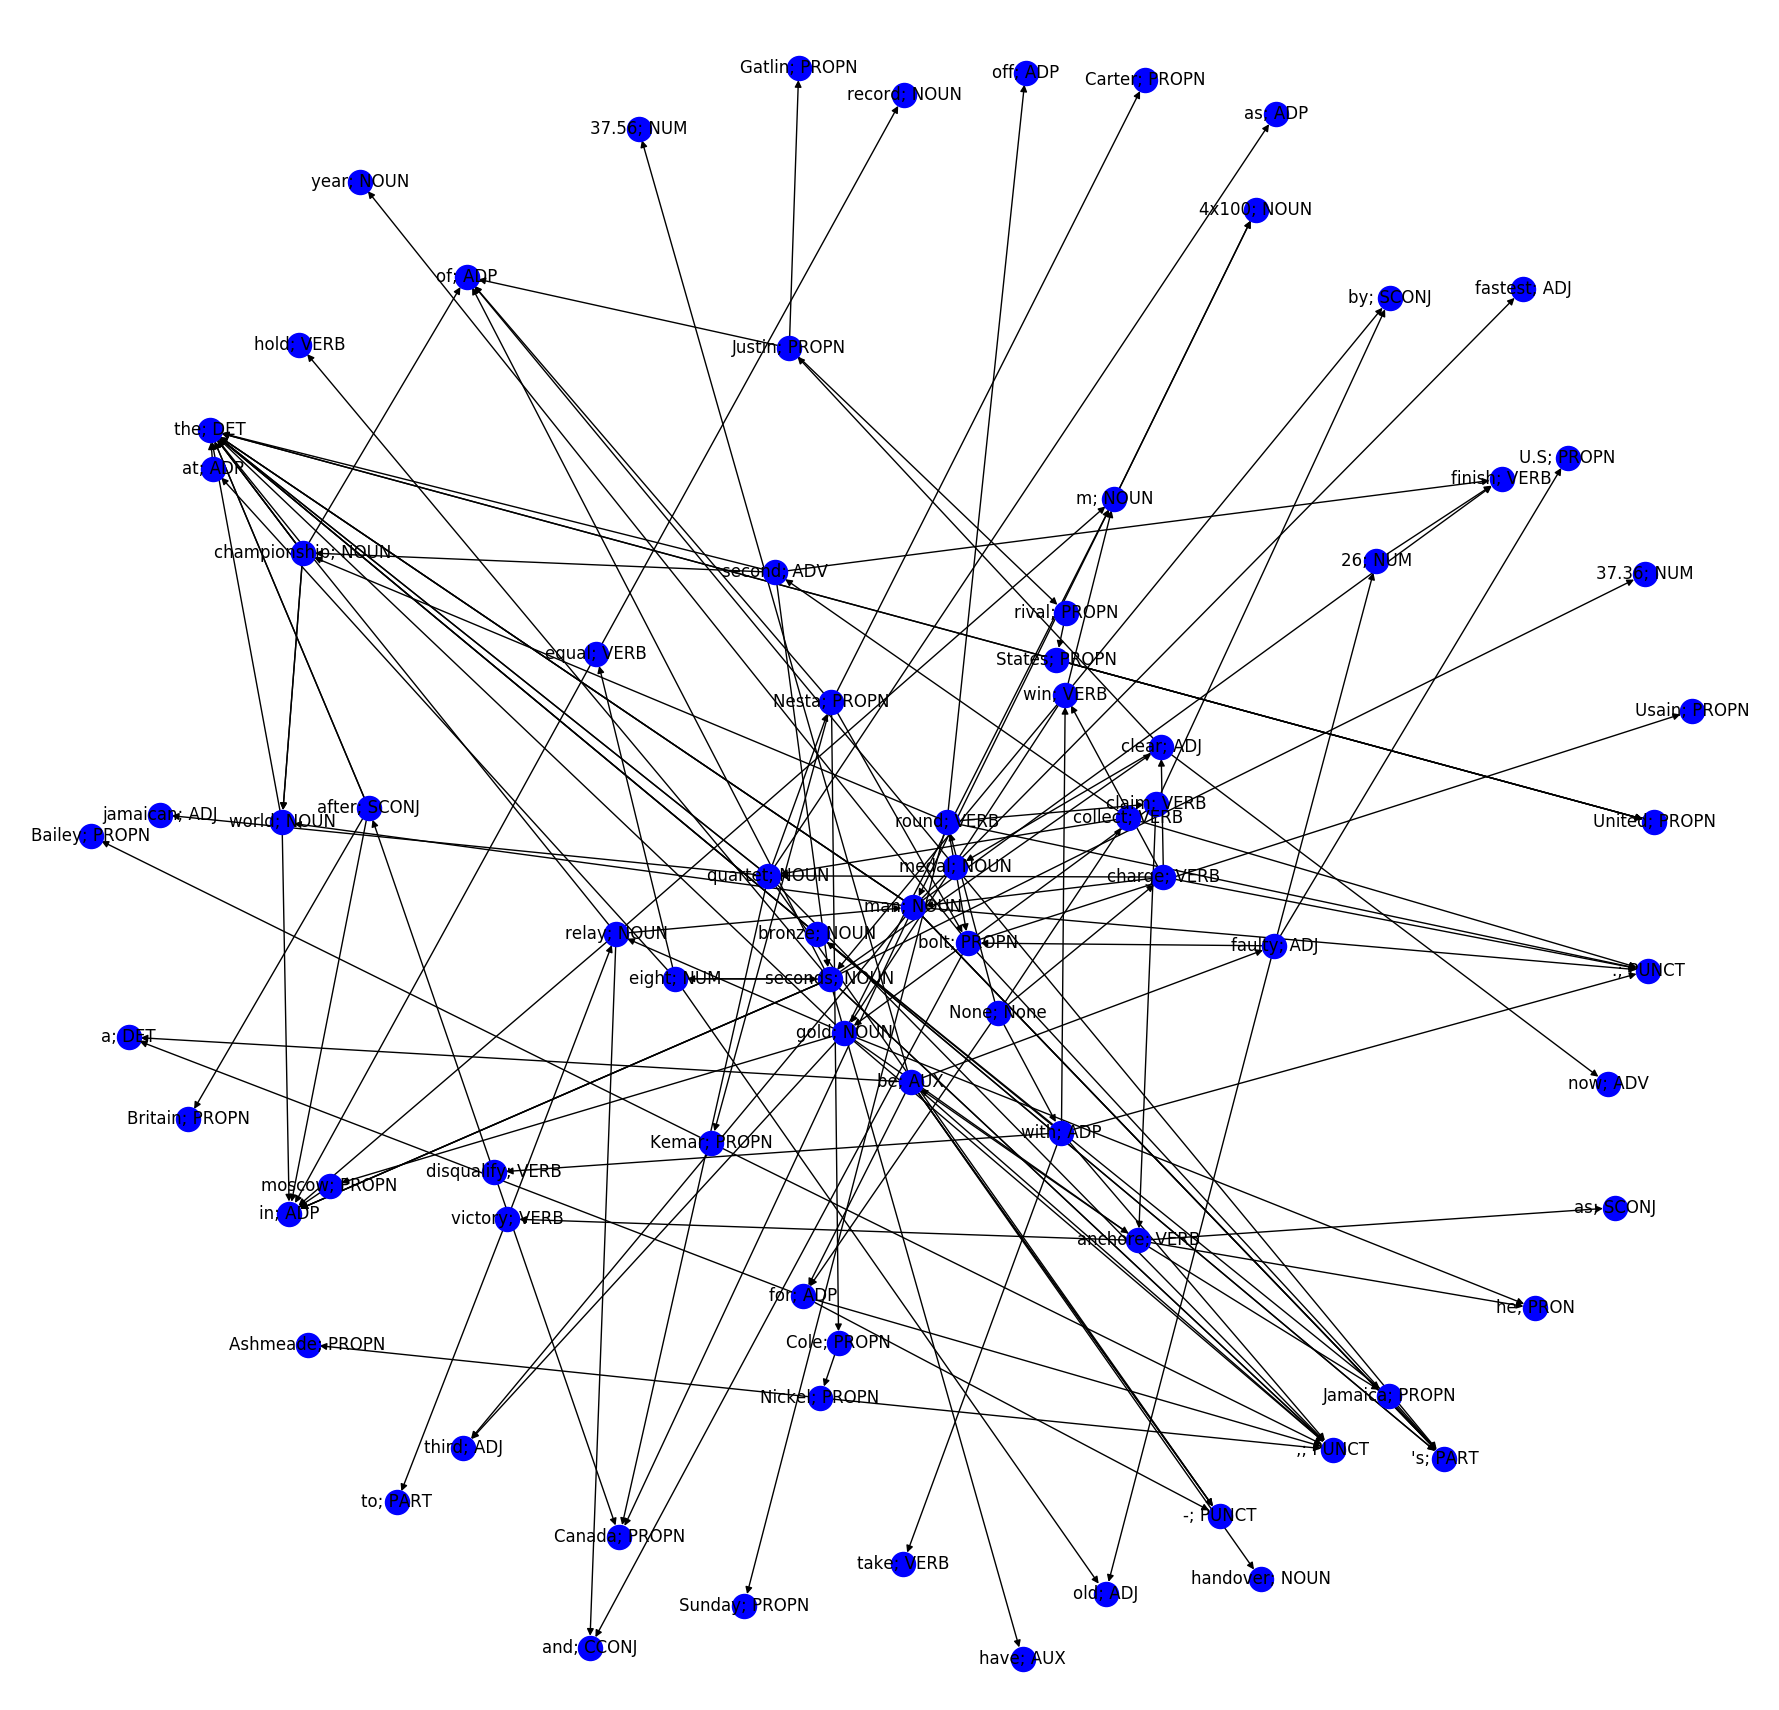 Gatlin; PROPN
off; ADP
Carter; PROPN
record; NOUN
as; ADP
37.56; NUM
year; NOUN
4x100; NOUN
of; ADP
fastest; ADJ
by; SCONJ
hold; VERB
Justin; PROPN
the; DET
U.S; PROPN
at; ADP
finish; VERB
m; NOUN
championship; NOUN
26; NUM
second; ADV
37.36; NUM
rival; PROPN
equal; VERB
States; PROPN
win; VERB
Nesta; PROPN
Usain; PROPN
clear; ADJ
claim; VERB
after; SCONJ
jamaican; ADJ
collect; VERB
world; NOUN
round; VERB
United; PROPN
Bailey; PROPN
medal; NOUN
quartet; NOUN
charge; VERB
man; NOUN
relay; NOUN
bronze; NOUN
bolt; PROPN
faulty; ADJ
.; PUNCT
eight; NUM
seconds; NOUN
None; None
gold; NOUN
a; DET
be; AUX
now; ADV
Britain; PROPN
with; ADP
Kemar; PROPN
disqualify; VERB
moscow; PROPN
as; SCONJ
in; ADP
victory; VERB
anchore; VERB
for; ADP
he; PRON
Ashmeade; PROPN
Cole; PROPN
Nickel; PROPN
Jamaica; PROPN
third; ADJ
,; PUNCT
's; PART
to; PART
-; PUNCT
Canada; PROPN
take; VERB
handover; NOUN
old; ADJ
Sunday; PROPN
and; CCONJ
have; AUX